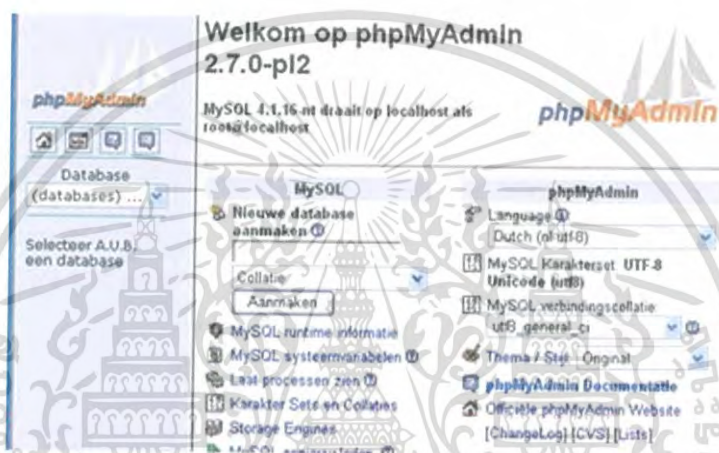 phpMyAdmin
Database
(databases) ...
Selecteer A.U.B.
een database
Welkom op phpMyAdmin
2.7.0-pl2
MySQL 4.1.16-nt draait op localhost als
root@localhost
phpMyAdmin
MySQL
Nieuwe database
aanmaken
Collatie
Aanmaken
MySQL runtime informatie
MySQL systeemvariabelen
Laat processen zien
Karakter Sets en Collaties
Storage Engines
phpMyAdmin
Language
Dutch (nl-utf-8)
MySQL Karakterset UTF-8
Unicode (utf8)
MySQL verbindingscollatie
utf8_general_ci
Thema / Stijl Original
phpMyAdmin Documentatie
Officiële phpMyAdmin Website
[ChangeLog] [CVS] [Lists]